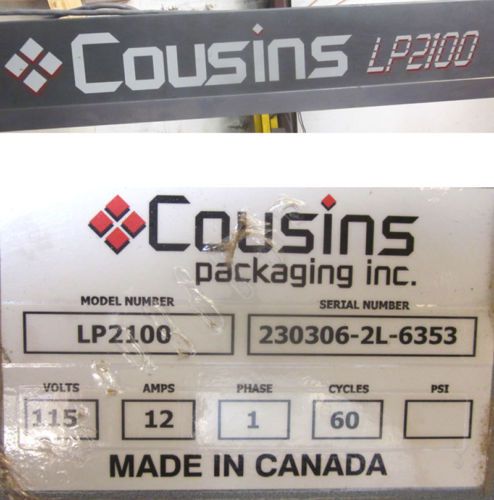 Cousins LP2100
Cousins
packaging inc.
MODEL NUMBER SERIAL NUMBER
LP2100 230306-2L-6353
VOLTS AMPS PHASE CYCLES PSI
115 12 1 60
MADE IN CANADA